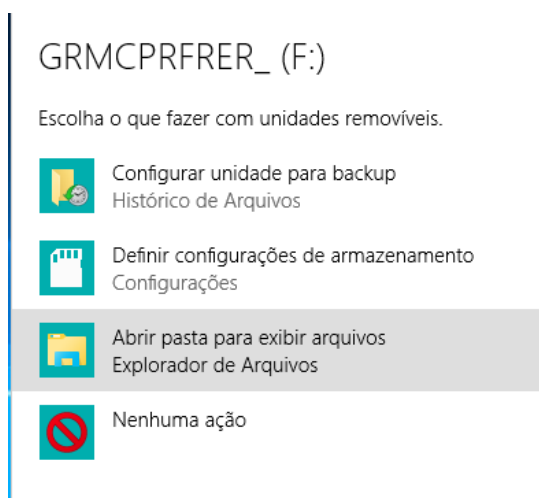 GRMCPRFRER_ (F:)
Escolha o que fazer com unidades removíveis.
Configurar unidade para backup
Histórico de Arquivos
Definir configurações de armazenamento
Configurações
Abrir pasta para exibir arquivos
Explorador de Arquivos
Nenhuma ação